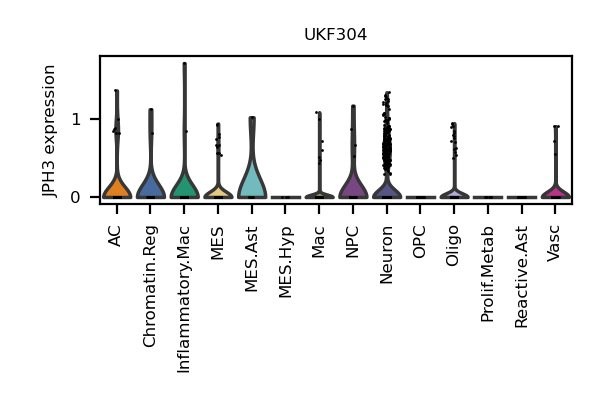 UKF304
JPH3 expression
1
0
AC
Chromatin.Reg
Inflammatory.Mac
MES
MES.Ast
MES.Hyp
Mac
NPC
Neuron
OPC
Oligo
Prolif.Metab
Reactive.Ast
Vasc